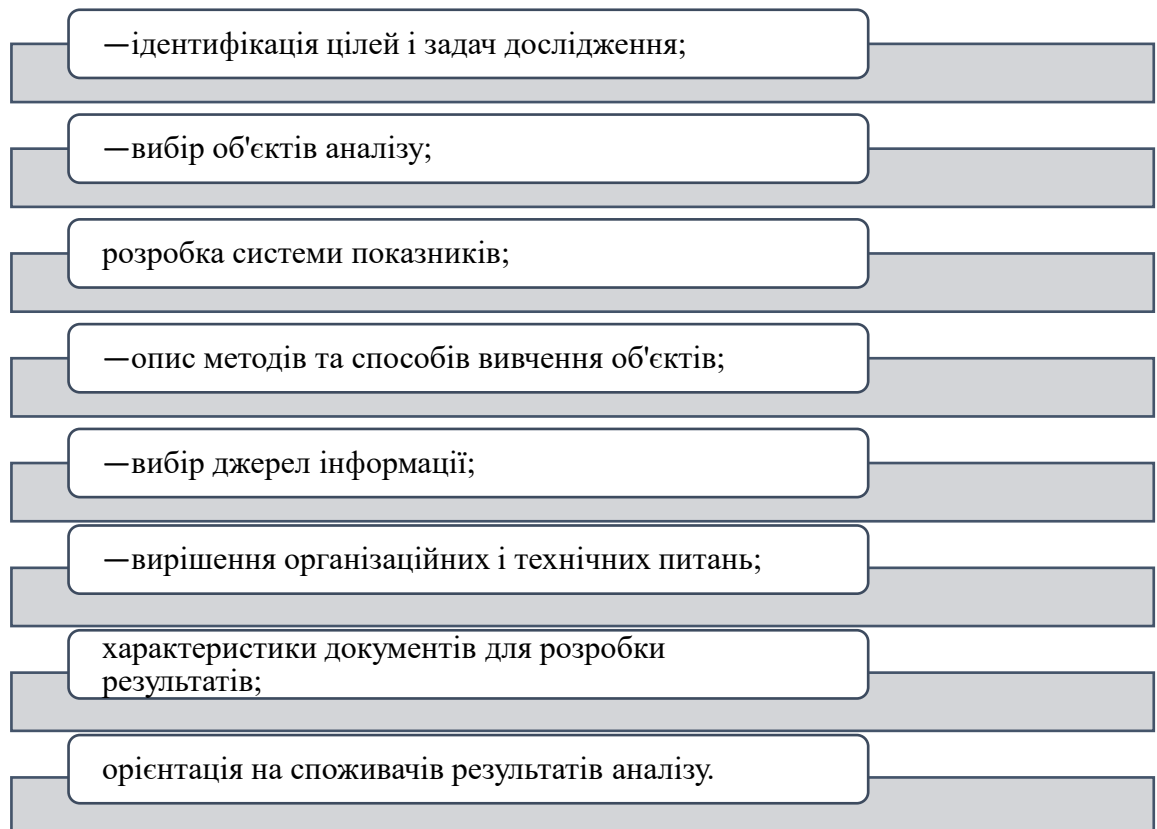 —ідентифікація цілей і задач дослідження;
—вибір об'єктів аналізу;
розробка системи показників;
—опис методів та способів вивчення об'єктів;
—вибір джерел інформації;
—вирішення організаційних і технічних питань;
характеристики документів для розробки
результатів;
орієнтація на споживачів результатів аналізу.